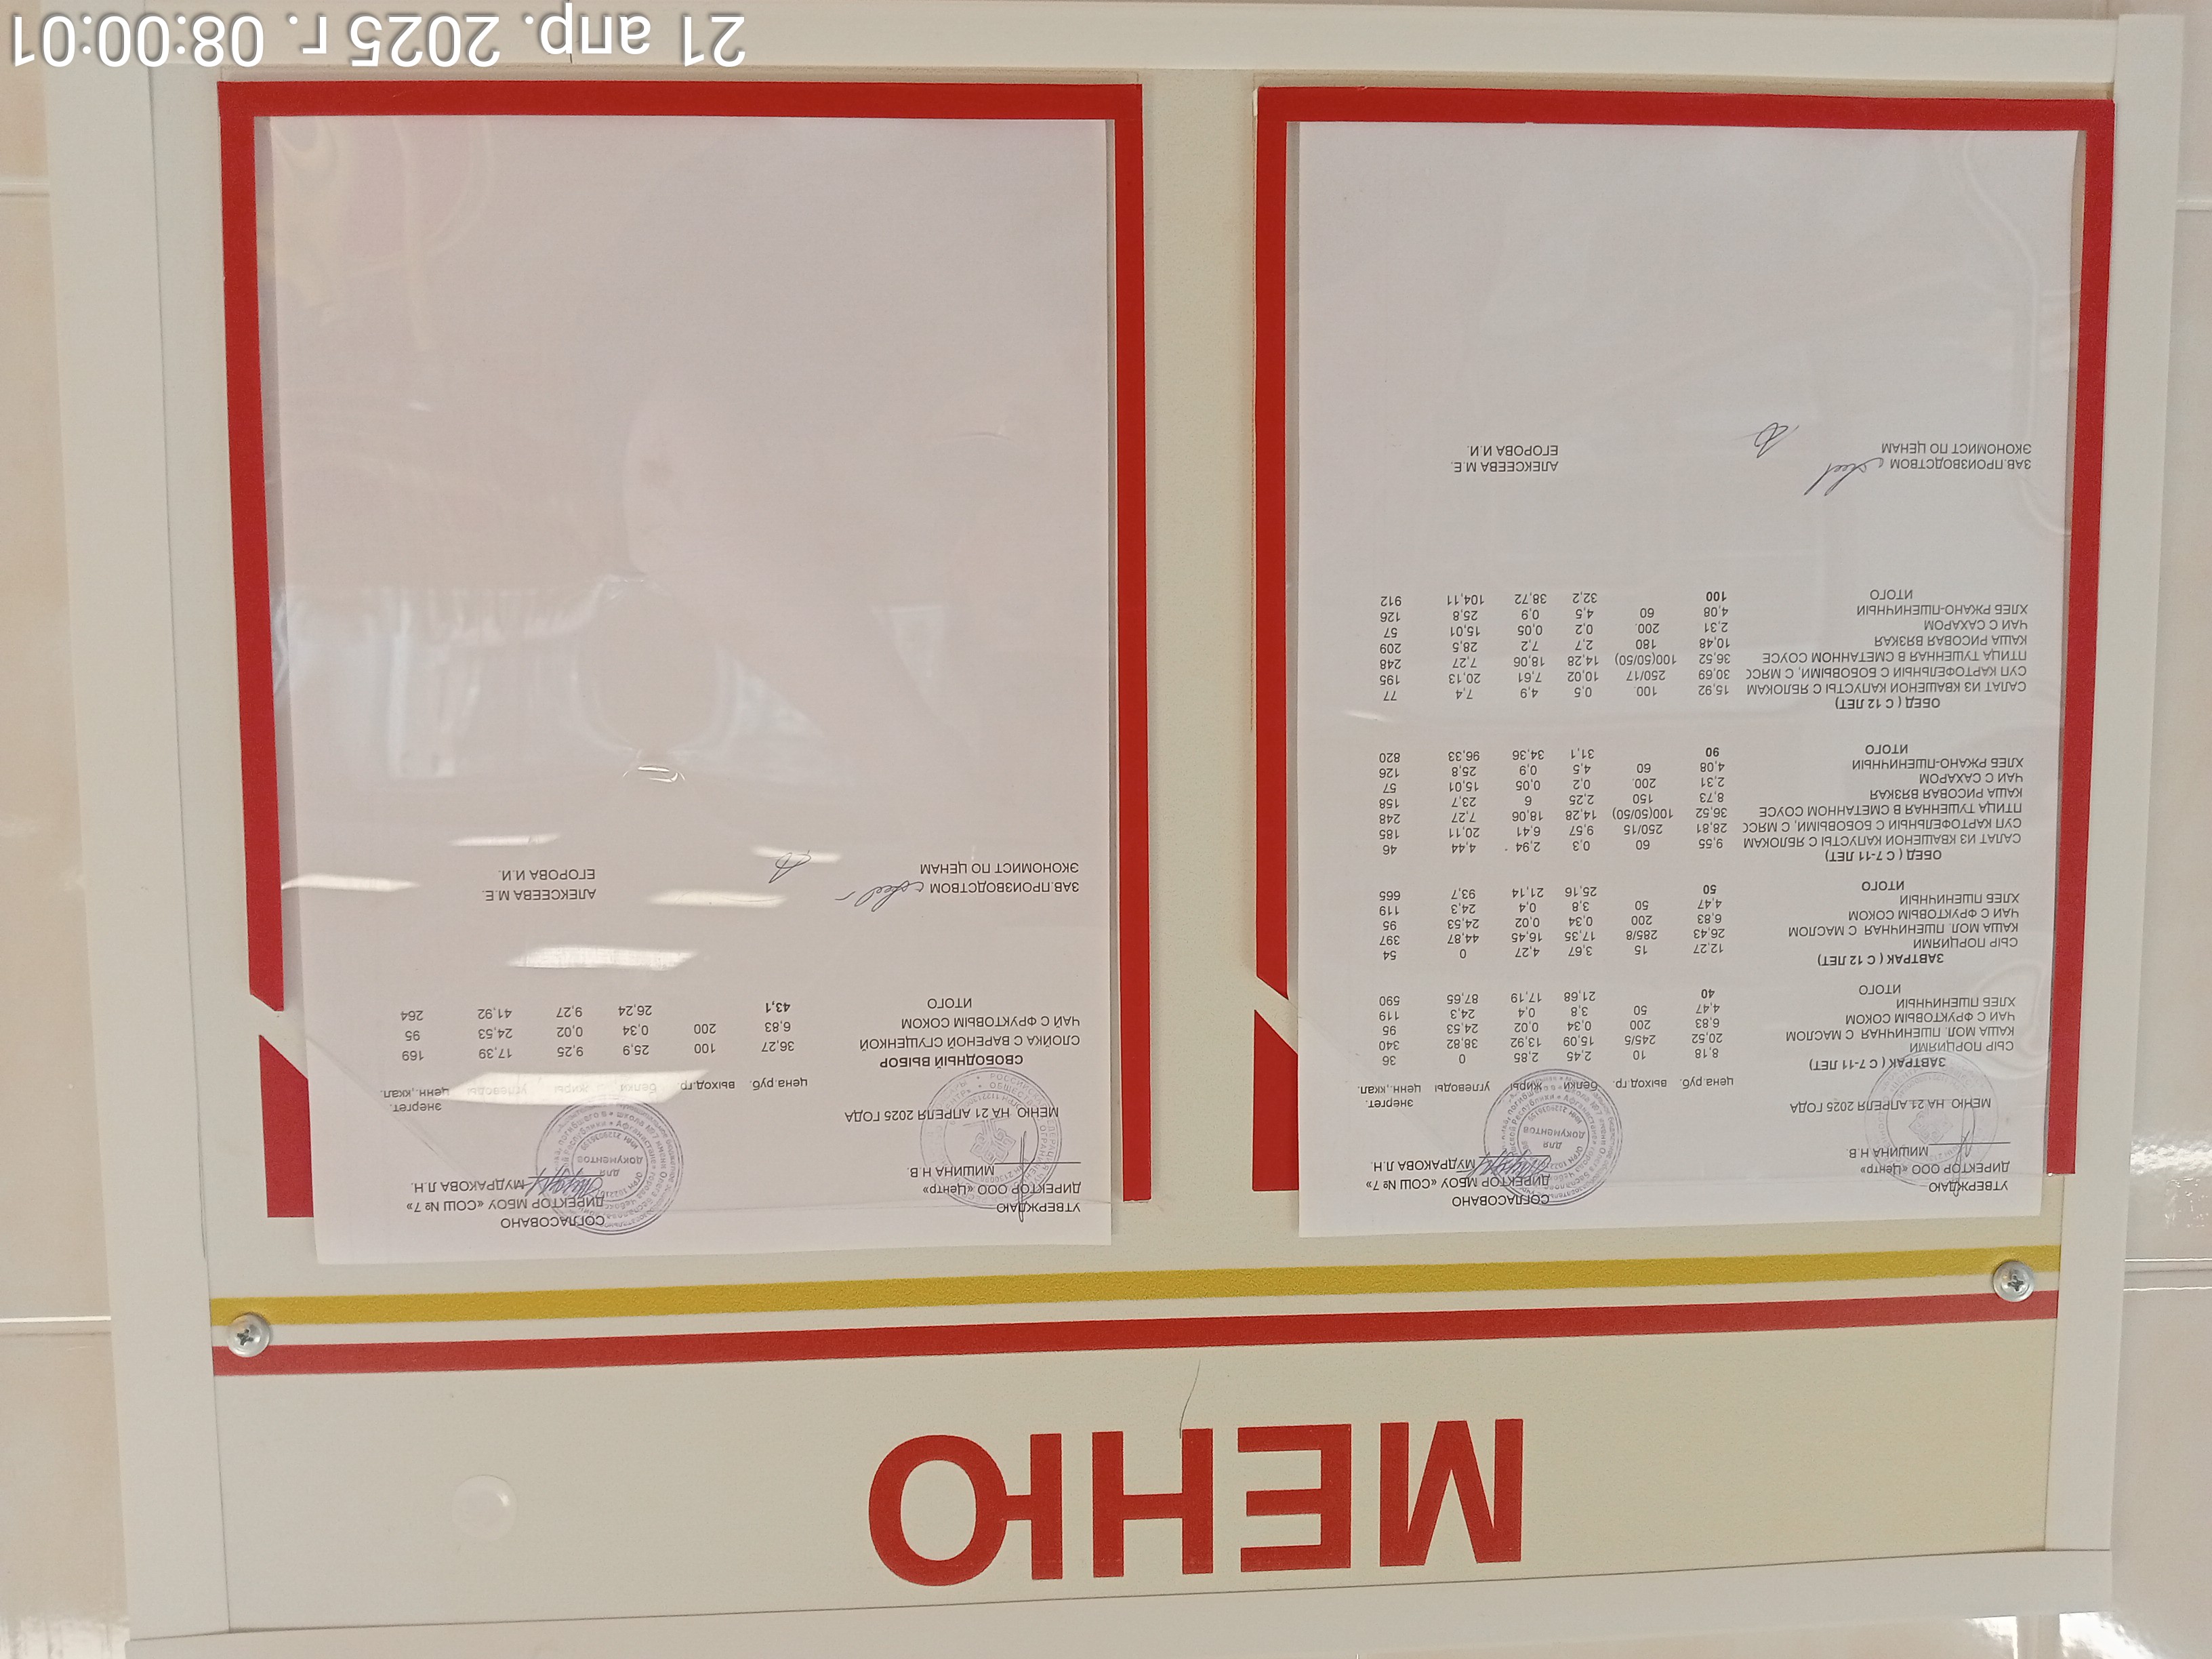 21 апр. 2025 г. 08:00:01
МЕНЮ
УТВЕРЖДАЮ СОГЛАСОВАНО
ДИРЕКТОР ООО «Центр» ДИРЕКТОР МБОУ «СОШ № 7»
МИШИНА Н.В. МУДРАКОВА Л.Н.
МЕНЮ НА 21 АПРЕЛЯ 2025 ГОДА
цена руб. выход.гр. белки жиры углеводы энергет. ценн.,ккал.
ЗАВТРАК ( С 7-11 ЛЕТ)
СЫР ПОРЦИЯМИ 8,18 10 2,45 2,85 0 36
КАША МОЛ. ПШЕНИЧНАЯ С МАСЛОМ 20,52 245/5 15,09 13,92 38,82 340
ЧАЙ С ФРУКТОВЫМ СОКОМ 6,83 200 0,34 0,02 24,53 95
ХЛЕБ ПШЕНИЧНЫЙ 4,47 50 3,8 0,4 24,3 119
ИТОГО 40 21,68 17,19 87,65 590
ЗАВТРАК ( С 12 ЛЕТ)
СЫР ПОРЦИЯМИ 12,27 15 3,67 4,27 0 54
КАША МОЛ. ПШЕНИЧНАЯ С МАСЛОМ 26,43 285/8 17,35 16,45 44,87 397
ЧАЙ С ФРУКТОВЫМ СОКОМ 6,83 200 0,34 0,02 24,53 95
ХЛЕБ ПШЕНИЧНЫЙ 4,47 50 3,8 0,4 24,3 119
ИТОГО 50 25,16 21,14 93,7 665
ОБЕД ( С 7-11 ЛЕТ)
САЛАТ ИЗ КВАШЕНОЙ КАПУСТЫ С ЯБЛОКАМ 9,55 60 0,3 2,94 4,44 46
СУП КАРТОФЕЛЬНЫЙ С БОБОВЫМИ, С МЯСС 28,81 250/15 9,57 6,41 20,11 185
ПТИЦА ТУШЕННАЯ В СМЕТАННОМ СОУСЕ 36,52 100(50/50) 14,28 18,06 7,27 248
КАША РИСОВАЯ ВЯЗКАЯ 8,73 150 2,25 6 23,7 158
ЧАЙ С САХАРОМ 2,31 200. 0,2 0,05 15,01 57
ХЛЕБ РЖАНО-ПШЕНИЧНЫЙ 4,08 60 4,5 0,9 25,8 126
ИТОГО 90 31,1 34,36 96,33 820
ОБЕД ( С 12 ЛЕТ)
САЛАТ ИЗ КВАШЕНОЙ КАПУСТЫ С ЯБЛОКАМ 15,92 100. 0,5 4,9 7,4 77
СУП КАРТОФЕЛЬНЫЙ С БОБОВЫМИ, С МЯСС 30,69 250/17 10,02 7,61 20,13 195
ПТИЦА ТУШЕННАЯ В СМЕТАННОМ СОУСЕ 36,52 100(50/50) 14,28 18,06 7,27 248
КАША РИСОВАЯ ВЯЗКАЯ 10,48 180 2,7 7,2 28,5 209
ЧАЙ С САХАРОМ 2,31 200. 0,2 0,05 15,01 57
ХЛЕБ РЖАНО-ПШЕНИЧНЫЙ 4,08 60 4,5 0,9 25,8 126
ИТОГО 100 32,2 38,72 104,11 912
ЗАВ.ПРОИЗВОДСТВОМ АЛЕКСЕЕВА М.Е.
ЭКОНОМИСТ ПО ЦЕНАМ ЕГОРОВА И.И.
УТВЕРЖДАЮ СОГЛАСОВАНО
ДИРЕКТОР ООО «Центр» ДИРЕКТОР МБОУ «СОШ № 7»
МИШИНА Н.В. МУДРАКОВА Л.Н.
МЕНЮ НА 21 АПРЕЛЯ 2025 ГОДА
цена руб. выход.гр. белки жиры углеводы энергет. ценн.,ккал.
СВОБОДНЫЙ ВЫБОР
СЛОЙКА С ВАРЕНОЙ СГУЩЕНКОЙ 36,27 100 25,9 9,25 17,39 169
ЧАЙ С ФРУКТОВЫМ СОКОМ 6,83 200 0,34 0,02 24,53 95
ИТОГО 43,1 26,24 9,27 41,92 264
ЗАВ.ПРОИЗВОДСТВОМ АЛЕКСЕЕВА М.Е.
ЭКОНОМИСТ ПО ЦЕНАМ ЕГОРОВА И.И.